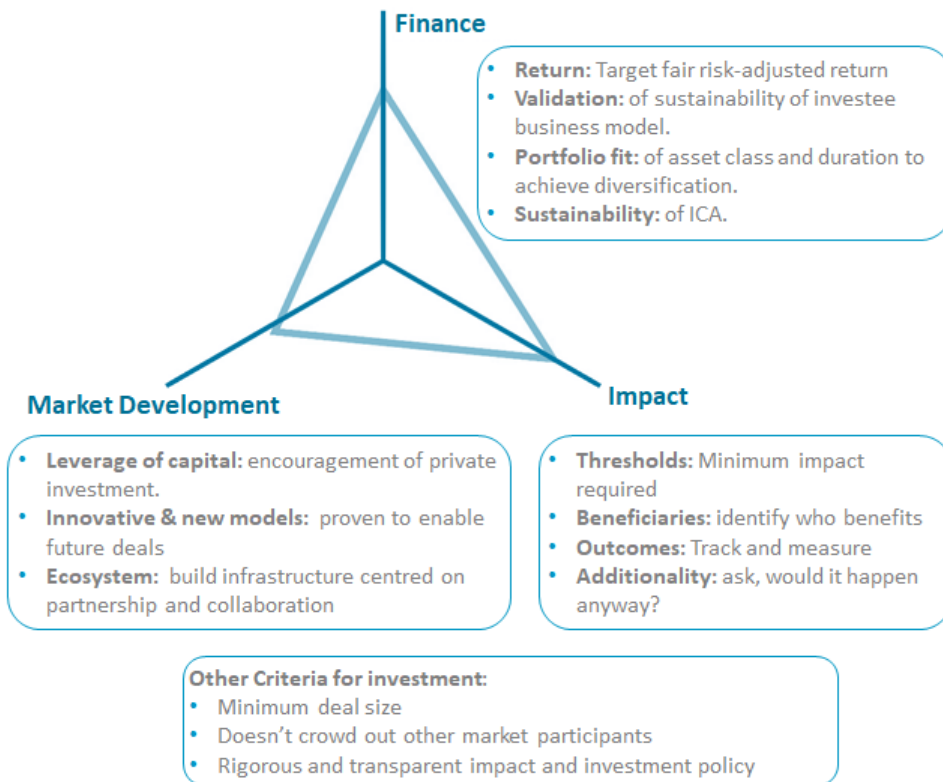 Finance
• Return: Target fair risk-adjusted return
• Validation: of sustainability of investee
business model.
• Portfolio fit: of asset class and duration to
achieve diversification.
• Sustainability: of ICA.
Market Development
Impact
• Leverage of capital: encouragement of private
investment.
• Innovative & new models: proven to enable
future deals
• Ecosystem: build infrastructure centred on
partnership and collaboration
• Thresholds: Minimum impact
required
• Beneficiaries: identify who benefits
• Outcomes: Track and measure
• Additionality: ask, would it happen
anyway?
Other Criteria for investment:
• Minimum deal size
• Doesn't crowd out other market participants
• Rigorous and transparent impact and investment policy